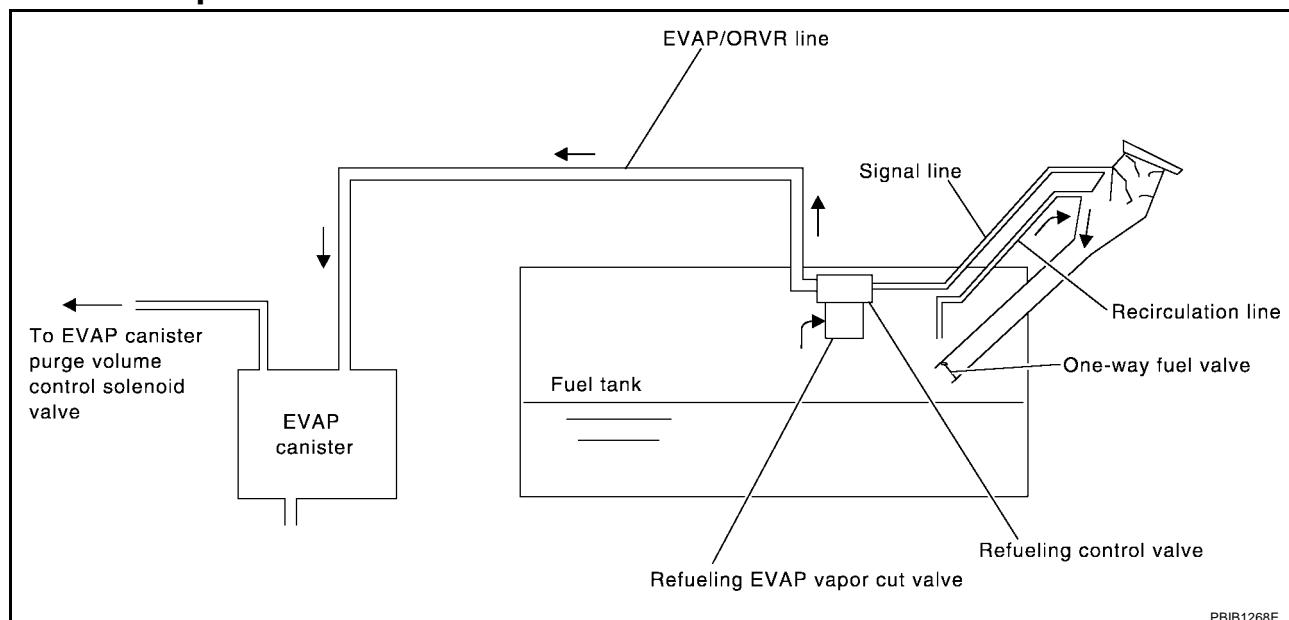 EVAP/ORVR line
Signal line
Recirculation line
One-way fuel valve
To EVAP canister
purge volume
control solenoid
valve
Fuel tank
EVAP
canister
Refueling control valve
Refueling EVAP vapor cut valve
PBIB1268E